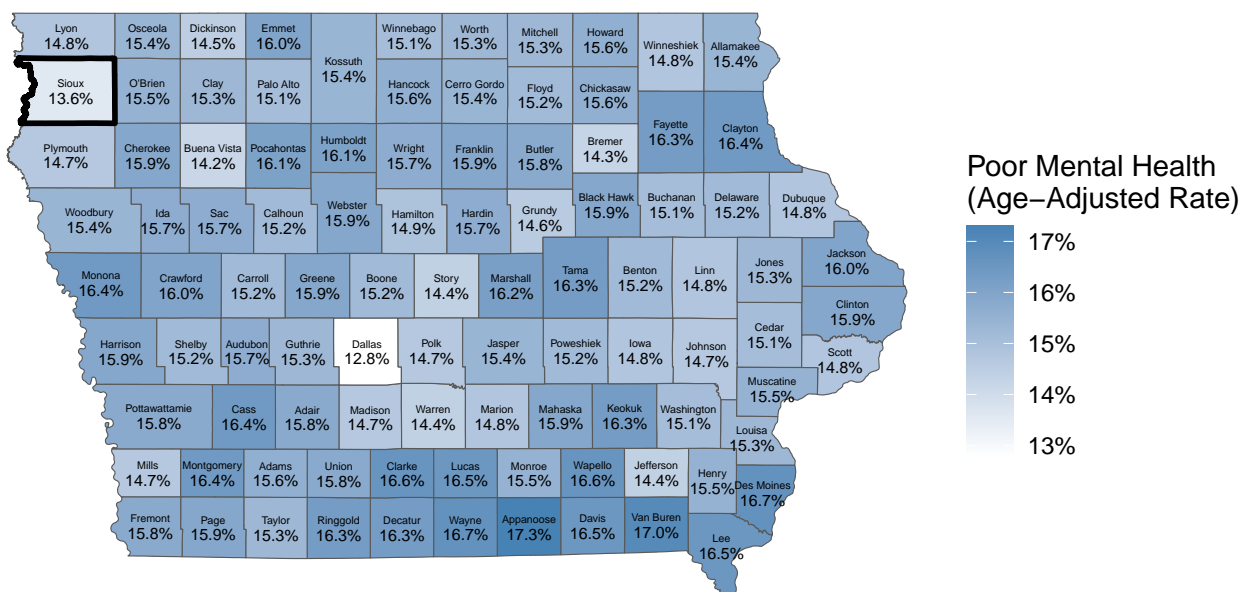 Lyon
14.8%
Osceola
15.4%
Dickinson
14.5%
Emmet
16.0%
Kossuth
15.4%
Winnebago
15.1%
Worth
15.3%
Mitchell
15.3%
Howard
15.6%
Winneshiek
14.8%
Allamakee
15.4%
Sioux
13.6%
O'Brien
15.5%
Clay
15.3%
Palo Alto
15.1%
Hancock
15.6%
Cerro Gordo
15.4%
Floyd
15.2%
Chickasaw
15.6%
Fayette
16.3%
Clayton
16.4%
Plymouth
14.7%
Cherokee
15.9%
Buena Vista
14.2%
Pocahontas
16.1%
Humboldt
16.1%
Wright
15.7%
Franklin
15.9%
Butler
15.8%
Bremer
14.3%
Woodbury
15.4%
Ida
15.7%
Sac
15.7%
Calhoun
15.2%
Webster
15.9%
Hamilton
14.9%
Hardin
15.7%
Grundy
14.6%
Black Hawk
15.9%
Buchanan
15.1%
Delaware
15.2%
Dubuque
14.8%
Monona
16.4%
Crawford
16.0%
Carroll
15.2%
Greene
15.9%
Boone
15.2%
Story
14.4%
Marshall
16.2%
Tama
16.3%
Benton
15.2%
Linn
14.8%
Jones
15.3%
Jackson
16.0%
Clinton
15.9%
Harrison
15.9%
Shelby
15.2%
Audubon
15.7%
Guthrie
15.3%
Dallas
12.8%
Polk
14.7%
Jasper
15.4%
Poweshiek
15.2%
Iowa
14.8%
Johnson
14.7%
Cedar
15.1%
Scott
14.8%
Muscatine
15.5%
Pottawattamie
15.8%
Cass
16.4%
Adair
15.8%
Madison
14.7%
Warren
14.4%
Marion
14.8%
Mahaska
15.9%
Keokuk
16.3%
Washington
15.1%
Louisa
15.3%
Mills
14.7%
Montgomery
16.4%
Adams
15.6%
Union
15.8%
Clarke
16.6%
Lucas
16.5%
Monroe
15.5%
Wapello
16.6%
Jefferson
14.4%
Henry
15.5%
Des Moines
16.7%
Fremont
15.8%
Page
15.9%
Taylor
15.3%
Ringgold
16.3%
Decatur
16.3%
Wayne
16.7%
Appanoose
17.3%
Davis
16.5%
Van Buren
17.0%
Lee
16.5%
Poor Mental Health
(Age−Adjusted Rate)
17%
16%
15%
14%
13%